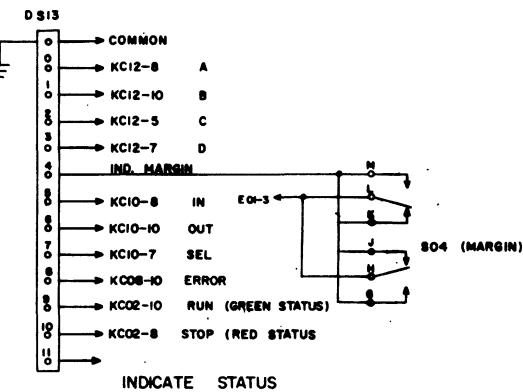 DS13
COMMON
0 KC12-8 A
1 KC12-10 B
2 KC12-5 C
3 KC12-7 D
4 IND. MARGIN
5 KC10-8 IN
6 KC10-10 OUT
7 KC10-7 SEL
8 KC08-10 ERROR
9 KC02-10 RUN (GREEN STATUS)
10 KC02-8 STOP (RED STATUS
11
E01-3
L
K
J
H
S04 (MARGIN)
INDICATE STATUS